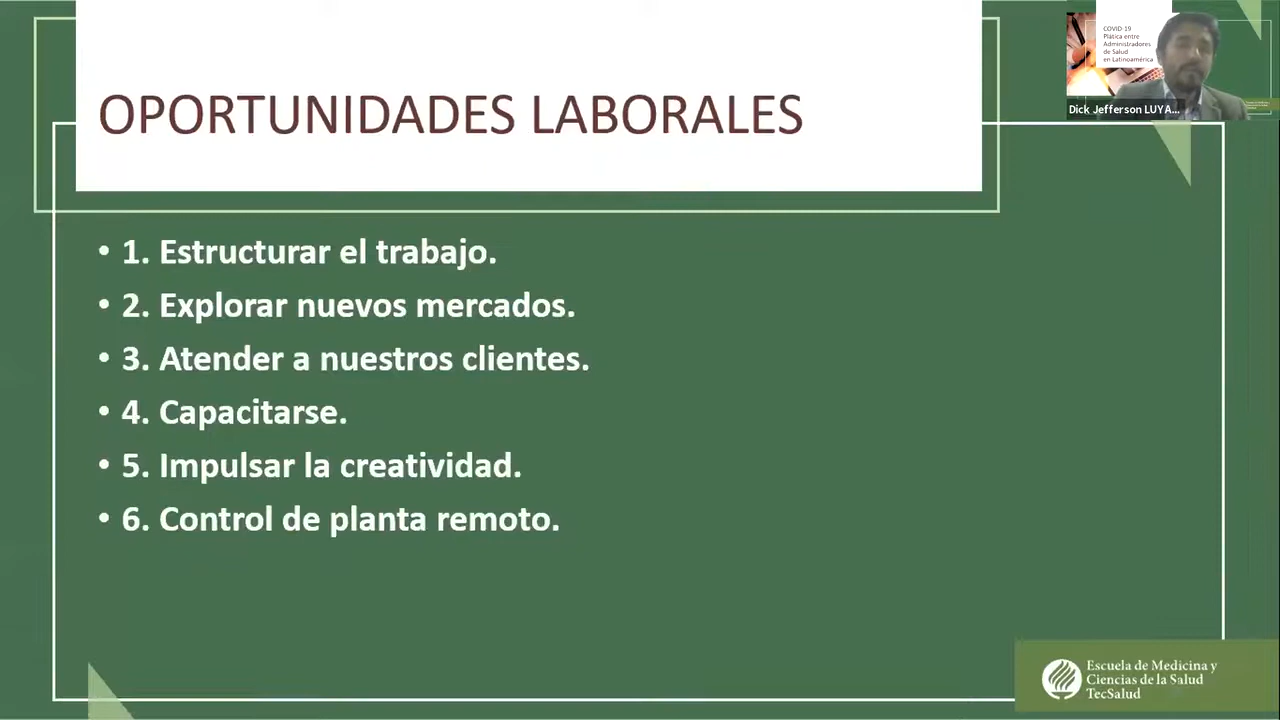 OPORTUNIDADES LABORALES
• 1. Estructurar el trabajo.
• 2. Explorar nuevos mercados.
• 3. Atender a nuestros clientes.
• 4. Capacitarse.
• 5. Impulsar la creatividad.
• 6. Control de planta remoto.
COVID 19
Plática entre
Administradores
de Salud
en Latinoamérica
Dick Jefferson LUYA...
Escuela de Medicina y
Ciencias de la Salud
TecSalud